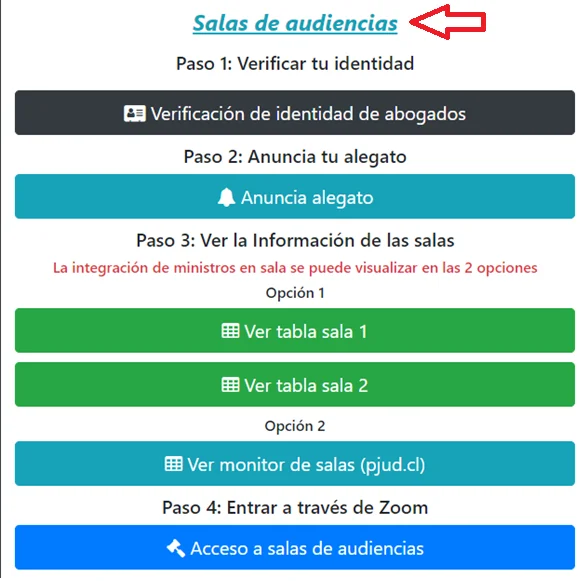 Salas de audiencias
Paso 1: Verificar tu identidad
Verificación de identidad de abogados
Paso 2: Anuncia tu alegato
Anuncia alegato
Paso 3: Ver la Información de las salas
La integración de ministros en sala se puede visualizar en las 2 opciones
Opción 1
Ver tabla sala 1
Ver tabla sala 2
Opción 2
Ver monitor de salas (pjud.cl)
Paso 4: Entrar a través de Zoom
Acceso a salas de audiencias